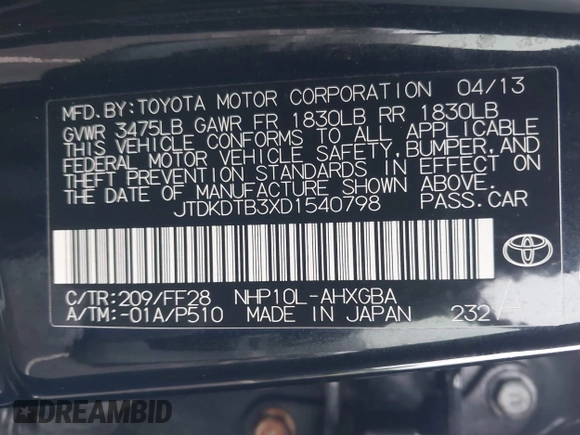 MFD.BY:TOYOTA MOTOR CORPORATION 04/13
GVWR 3475LB GAWR FR 1830LB RR 1830LB
THIS VEHICLE CONFORMS TO ALL APPLICABLE
FEDERAL MOTOR VEHICLE SAFETY,BUMPER,AND
THEFT PREVENTION STANDARDS IN EFFECT ON
THE DATE OF MANUFACTURE SHOWN ABOVE.
JTDKDTB3XD1540798 PASS.CAR
C/TR:209/FF28 NHP10L-AHXGBA
A/TM:-01A/P510 MADE IN JAPAN 232 A
DREAMBID